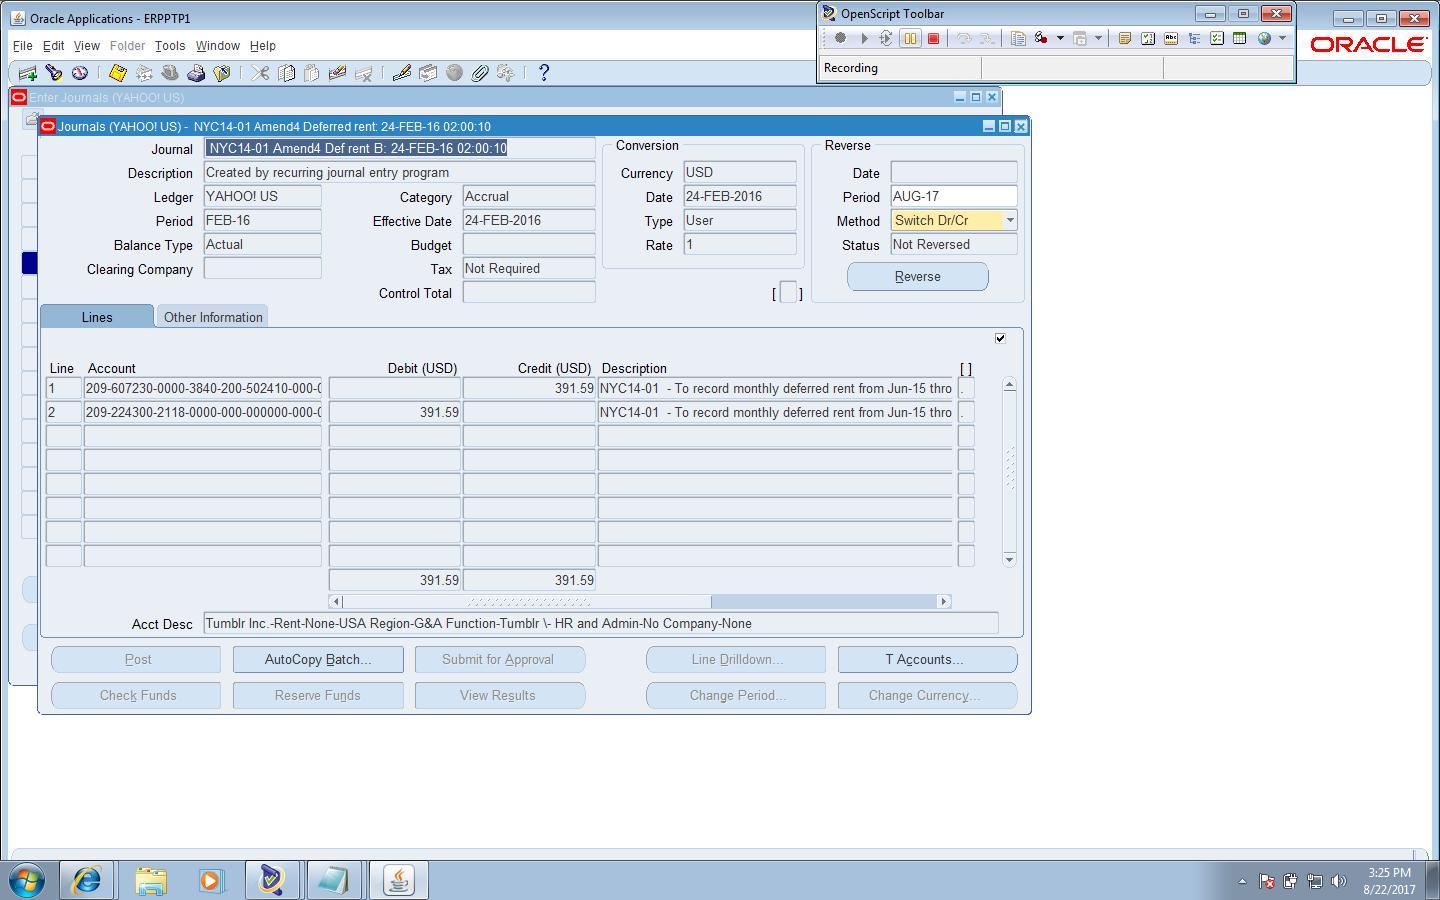 Oracle Applications - ERPPTP1
OpenScript Toolbar
File Edit View Folder Tools Window Help
ORACLE
Recording
Enter Journals (YAHOO! US)
Journals (YAHOO! US) - NYC14-01 Amend4 Deferred rent: 24-FEB-16 02:00:10
Journal NYC14-01 Amend4 Def rent B: 24-FEB-16 02:00:10
Conversion
Reverse
Description Created by recurring journal entry program
Currency USD
Date
Ledger YAHOO! US
Category Accrual
Date 24-FEB-2016
Period AUG-17
Period FEB-16
Effective Date 24-FEB-2016
Type User
Method Switch Dr/Cr
Balance Type Actual
Budget
Rate 1
Status Not Reversed
Clearing Company
Tax Not Required
Reverse
Control Total
[ ]
Lines Other Information
Line Account Debit (USD) Credit (USD) Description [ ]
1 209-607230-0000-3840-200-502410-000-0 391.59 NYC14-01 - To record monthly deferred rent from Jun-15 thro .
2 209-224300-2118-0000-000-000000-000-0 391.59 NYC14-01 - To record monthly deferred rent from Jun-15 thro .
391.59 391.59
Acct Desc Tumblr Inc.-Rent-None-USA Region-G&A Function-Tumblr \- HR and Admin-No Company-None
Post AutoCopy Batch... Submit for Approval Line Drilldown... T Accounts...
Check Funds Reserve Funds View Results Change Period... Change Currency...
3:25 PM
8/22/2017